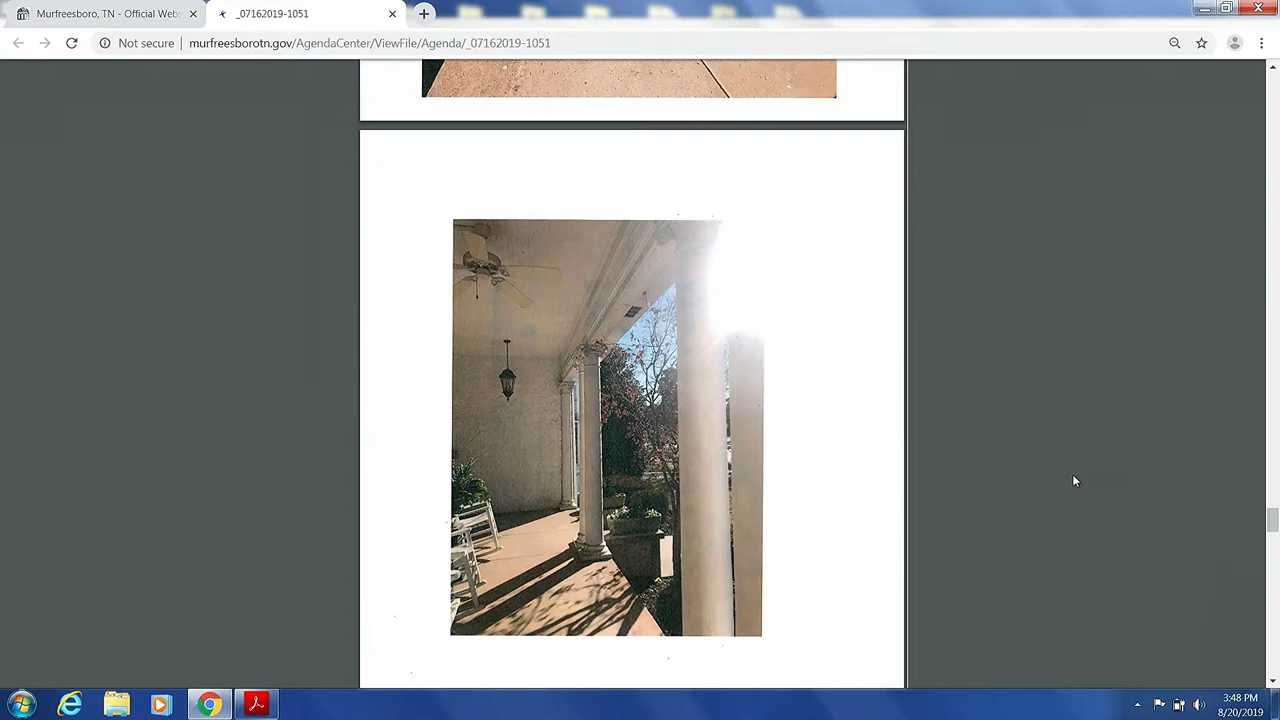 Murfreesboro, TN - Official Web
_07162019-1051
Not secure
murfreesborotn.gov/AgendaCenter/ViewFile/Agenda/_07162019-1051
3:48 PM
8/20/2019